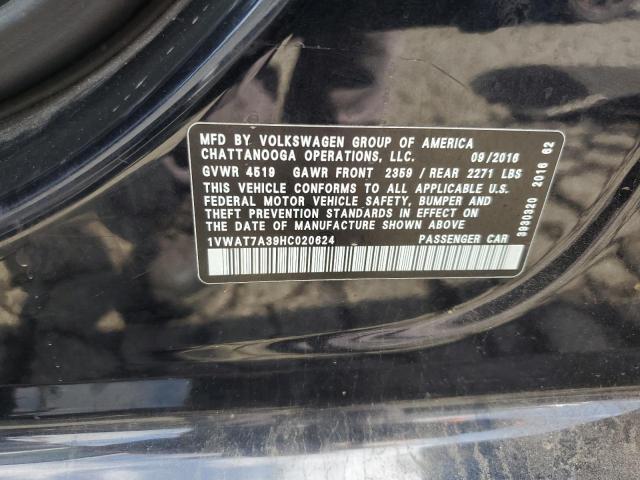 MFD BY VOLKSWAGEN GROUP OF AMERICA
CHATTANOOGA OPERATIONS, LLC. 09/2016
GVWR 4519 GAWR FRONT 2359 / REAR 2271 LBS
THIS VEHICLE CONFORMS TO ALL APPLICABLE U.S.
FEDERAL MOTOR VEHICLE SAFETY, BUMPER AND
THEFT PREVENTION STANDARDS IN EFFECT ON
THE DATE OF MANUFACTURE SHOWN ABOVE
1VWAT7A39HC020624 PASSENGER CAR
3930320 2016 62